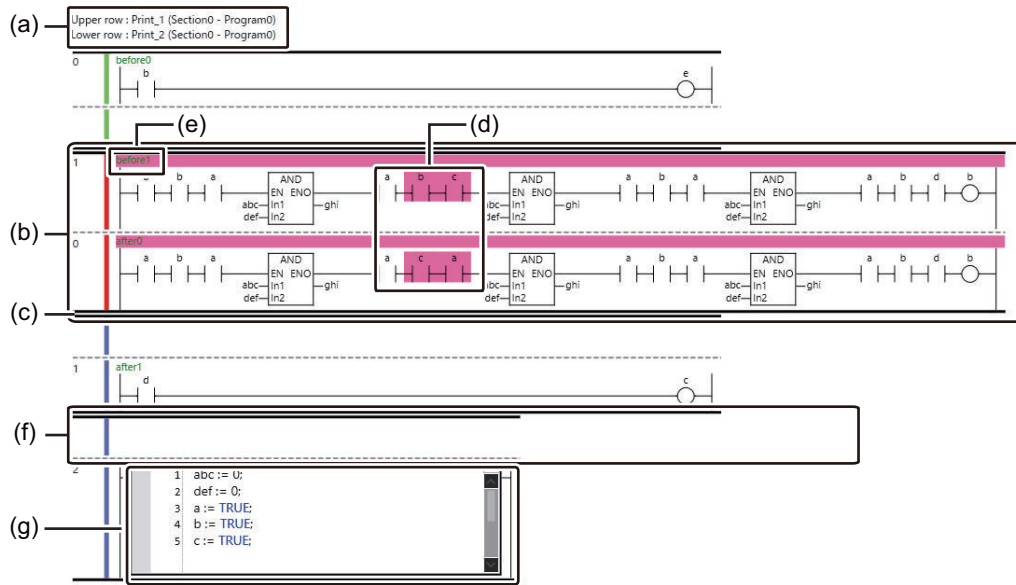 (a)
Upper row : Print_1 (Section0 - Program0)
Lower row : Print_2 (Section0 - Program0)
0 before0
b e
(e) (d)
1 before1
b a AND a b c AND a b a AND a b d b
EN ENO EN ENO EN ENO
abc In1 ghi abc In1 ghi abc In1 ghi
def In2 def In2 def In2
(b)
0 after0
a b a AND a c a AND a b a AND a b d b
EN ENO EN ENO EN ENO
abc In1 ghi bc In1 ghi abc In1 ghi
def In2 def In2 def In2
(c)
1 after1
d c
(f)
2
1 abc := 0;
2 def := 0;
3 a := TRUE;
4 b := TRUE;
5 c := TRUE;
(g)